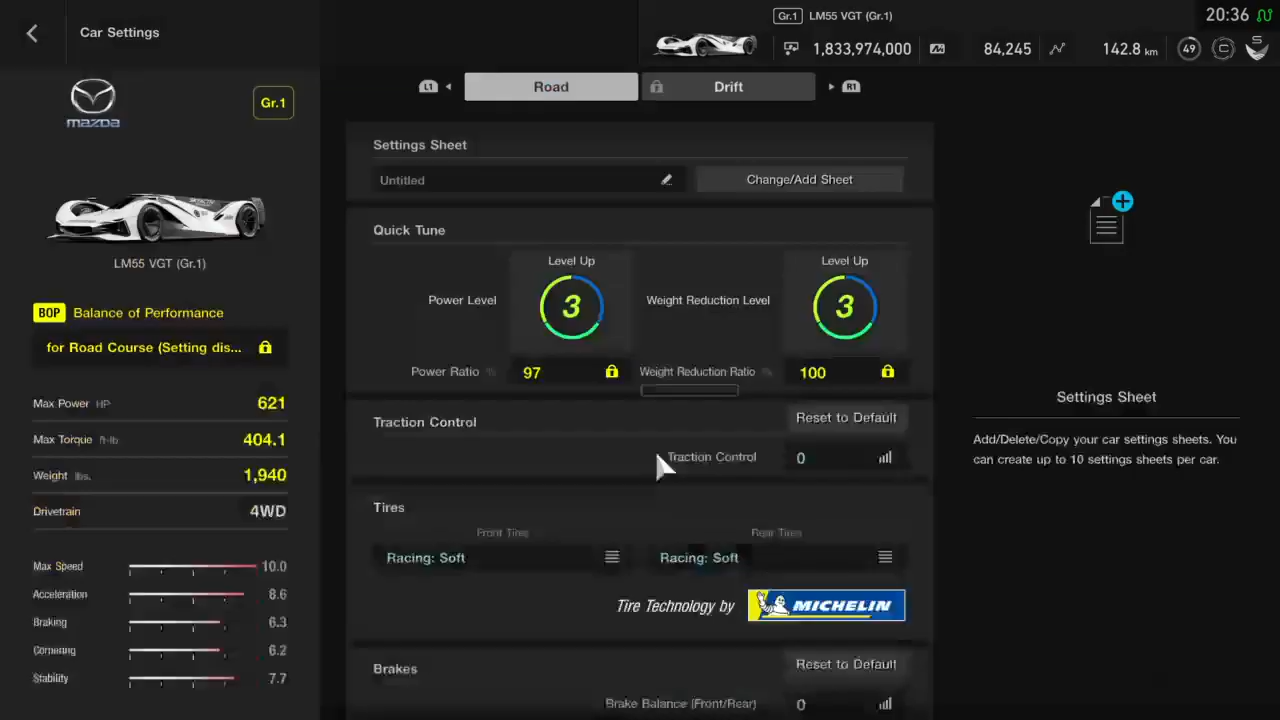 Car Settings
Gr.1 LM55 VGT (Gr.1)
20:36
1,833,974,000
84,245
142.8 km
49
C
S
mazda
Gr.1
LM55 VGT (Gr.1)
BOP Balance of Performance
for Road Course (Setting dis...
Max Power HP 621
Max Torque ft-lb 404.1
Weight lbs. 1,940
Drivetrain 4WD
Max Speed 10.0
Acceleration 8.6
Braking 6.3
Cornering 6.2
Stability 7.7
L1 Road Drift R1
Settings Sheet
Untitled Change/Add Sheet
Quick Tune
Level Up Level Up
Power Level 3 Weight Reduction Level 3
Power Ratio % 97 Weight Reduction Ratio % 100
Traction Control Reset to Default
Traction Control 0
Tires
Front Tires Rear Tires
Racing: Soft Racing: Soft
Tire Technology by MICHELIN
Brakes Reset to Default
Brake Balance (Front/Rear) 0
Settings Sheet
Add/Delete/Copy your car settings sheets. You
can create up to 10 settings sheets per car.